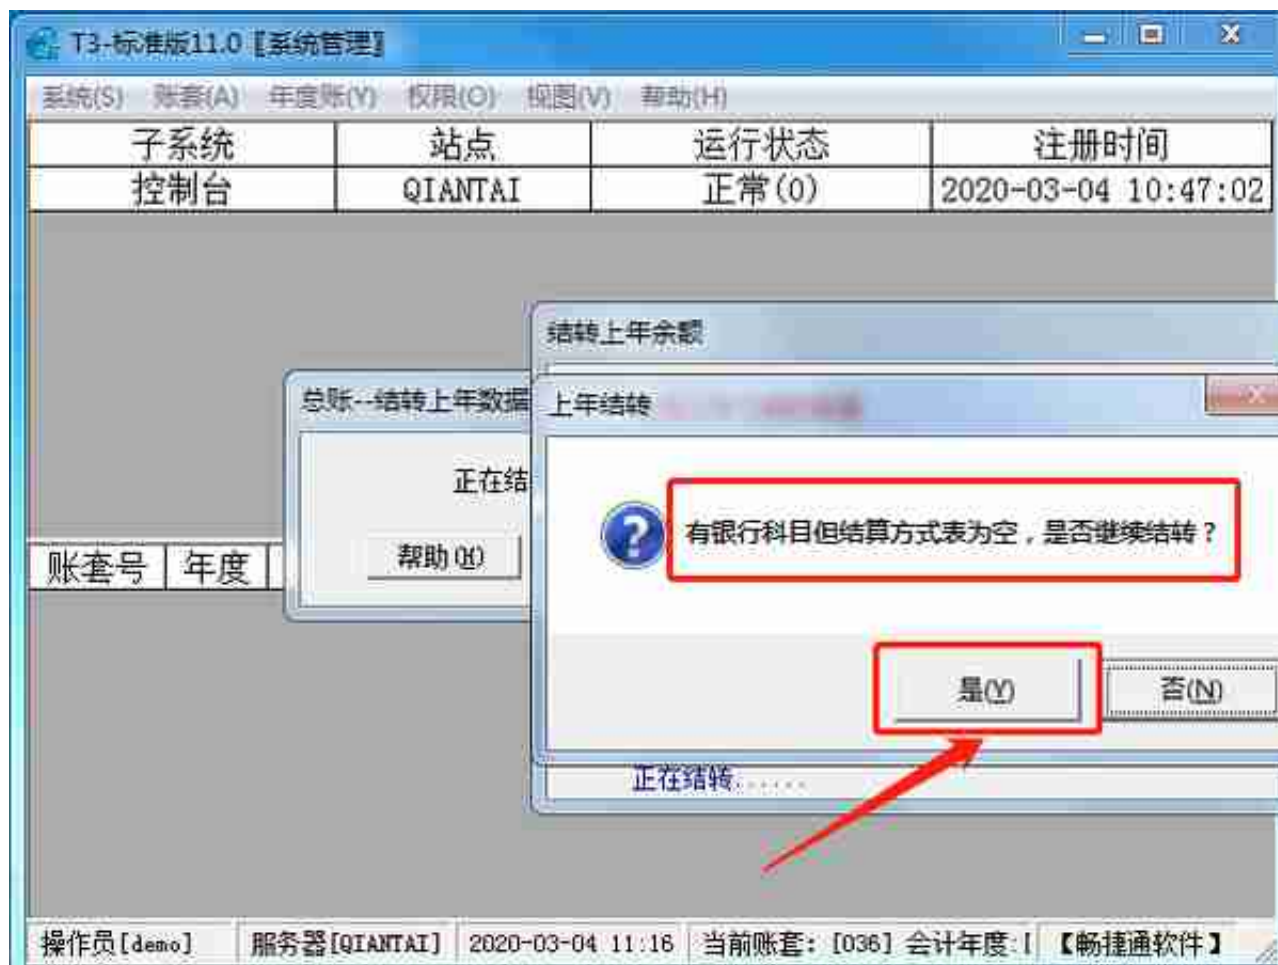 T3-标准版11.0〖系统管理〗
系统(S) 账套(A) 年度账(Y) 权限(O) 视图(V) 帮助(H)
子系统 站点 运行状态 注册时间
控制台 QIANTAI 正常(0) 2020-03-04 10:47:02
结转上年余额
总账--结转上年数据
上年结转
正在结
有银行科目但结算方式表为空，是否继续结转？
帮助(H)
账套号 年度
是(Y) 否(N)
正在结转......
操作员[demo] 服务器[QIANTAI] 2020-03-04 11:16 当前账套：[036] 会计年度:[ 【畅捷通软件】